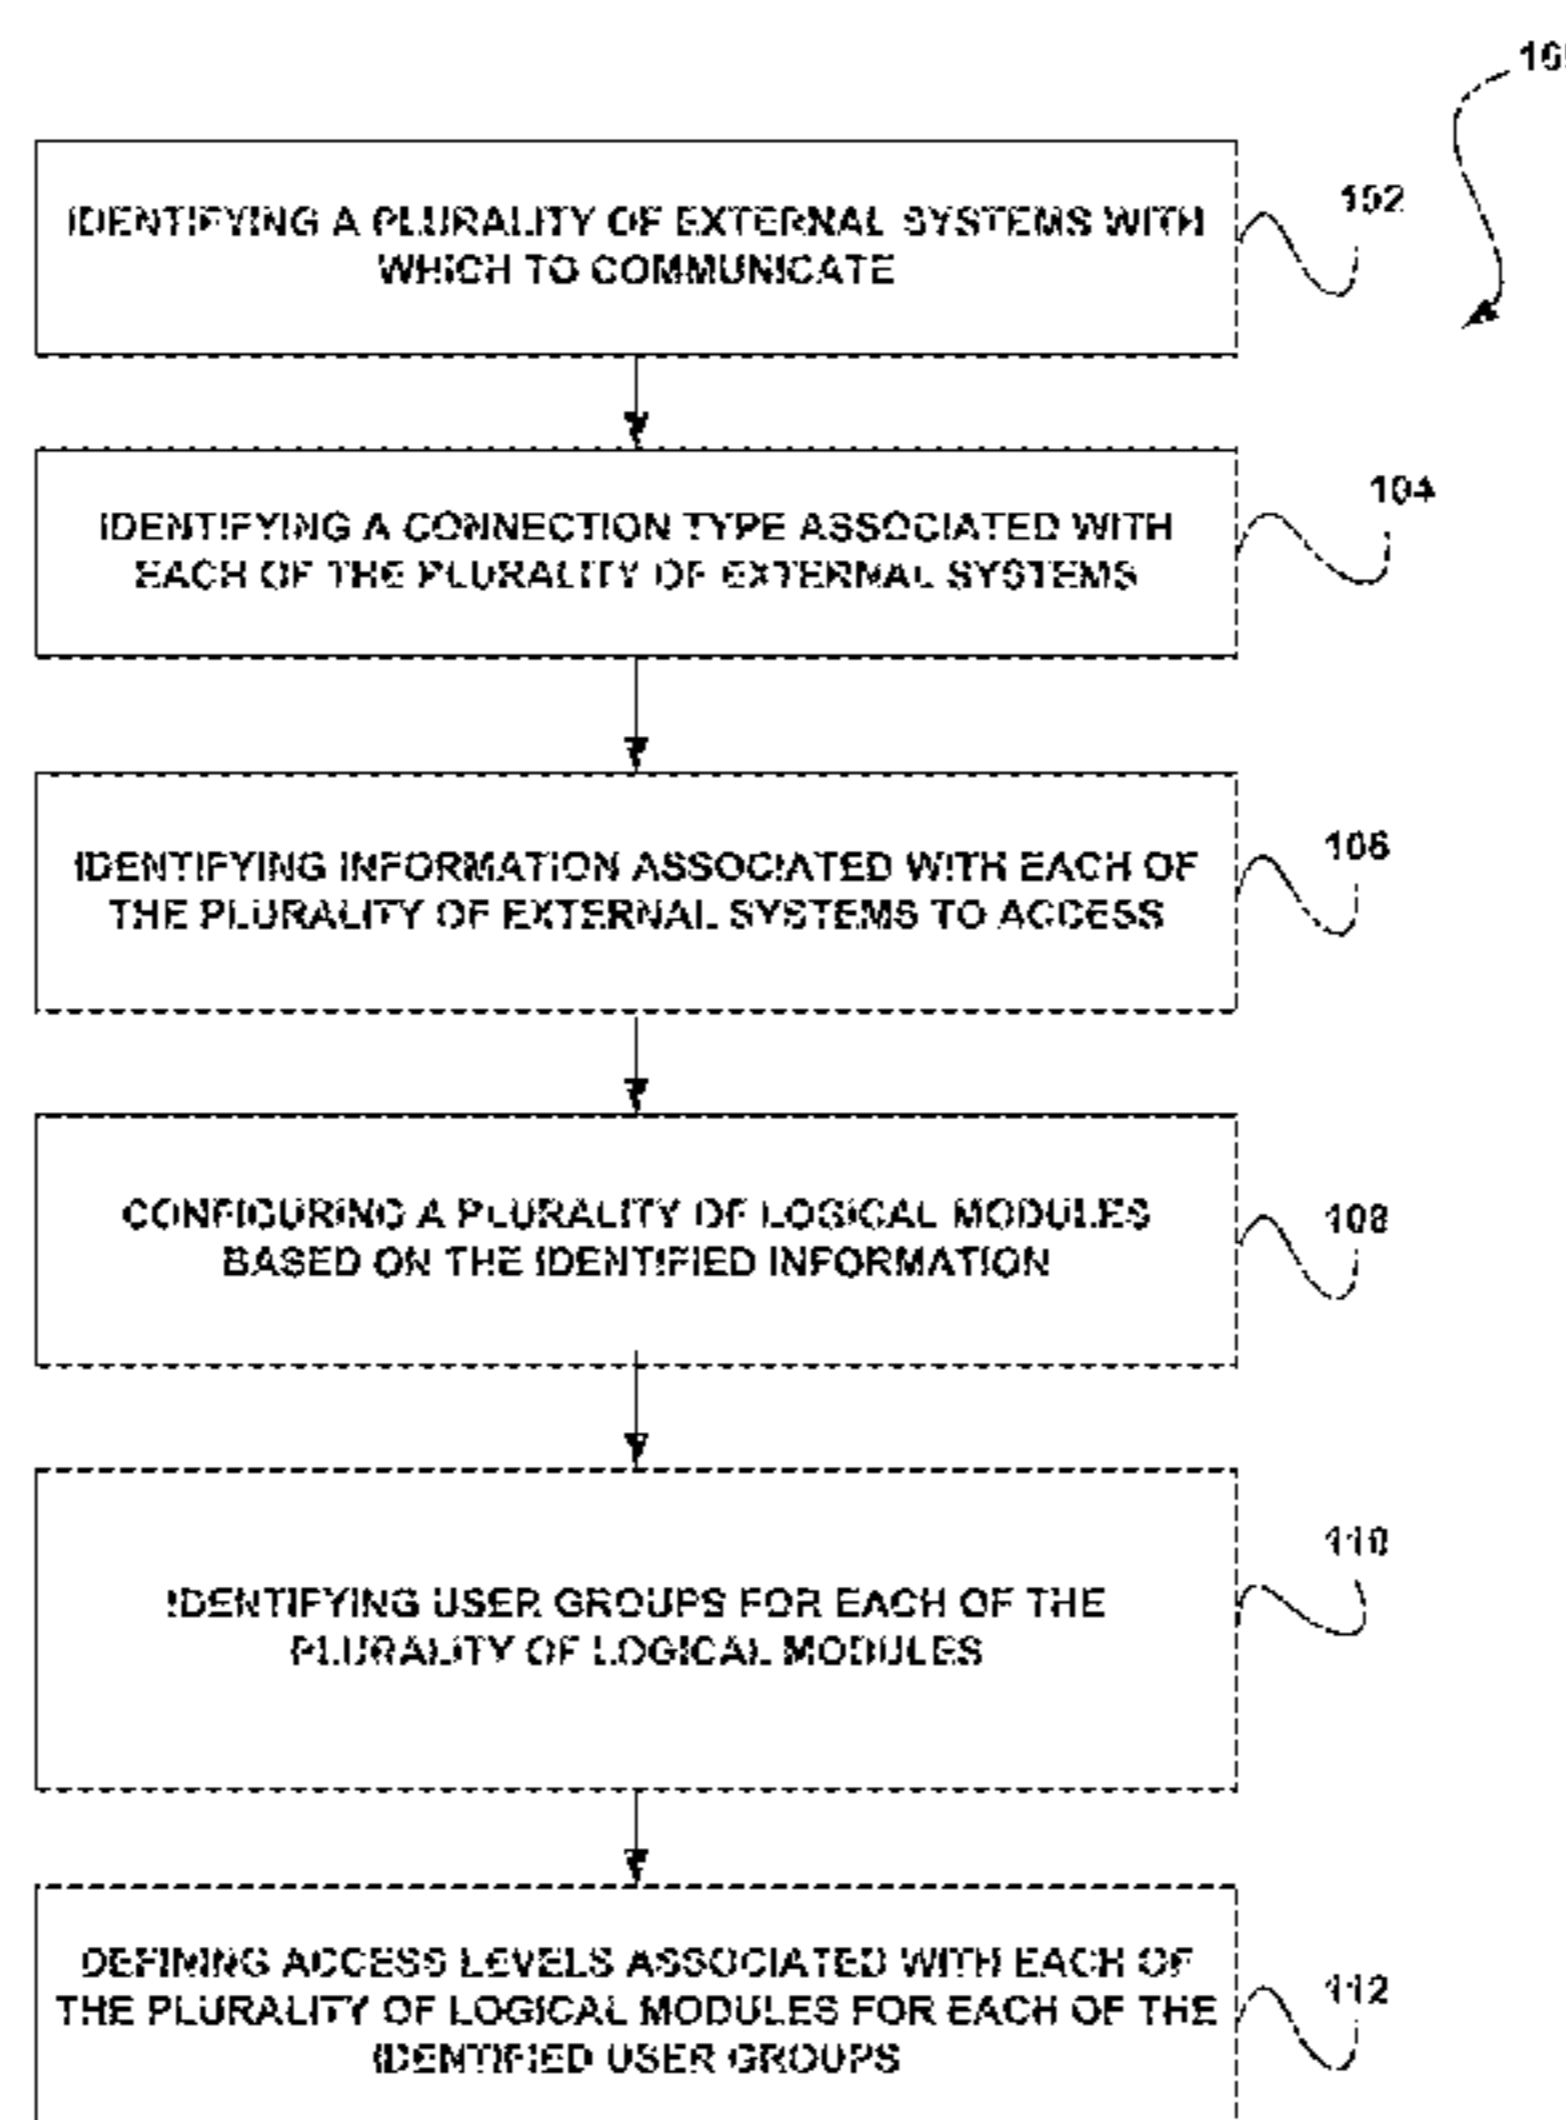 102
IDENTIFYING A PLURALITY OF EXTERNAL SYSTEMS WITH
WHICH TO COMMUNICATE
104
IDENTIFYING A CONNECTION TYPE ASSOCIATED WITH
EACH OF THE PLURALITY OF EXTERNAL SYSTEMS
106
IDENTIFYING INFORMATION ASSOCIATED WITH EACH OF
THE PLURALITY OF EXTERNAL SYSTEMS TO ACCESS
108
CONFIGURING A PLURALITY OF LOGICAL MODULES
BASED ON THE IDENTIFIED INFORMATION
110
IDENTIFYING USER GROUPS FOR EACH OF THE
PLURALITY OF LOGICAL MODULES
112
DEFINING ACCESS LEVELS ASSOCIATED WITH EACH OF
THE PLURALITY OF LOGICAL MODULES FOR EACH OF THE
IDENTIFIED USER GROUPS